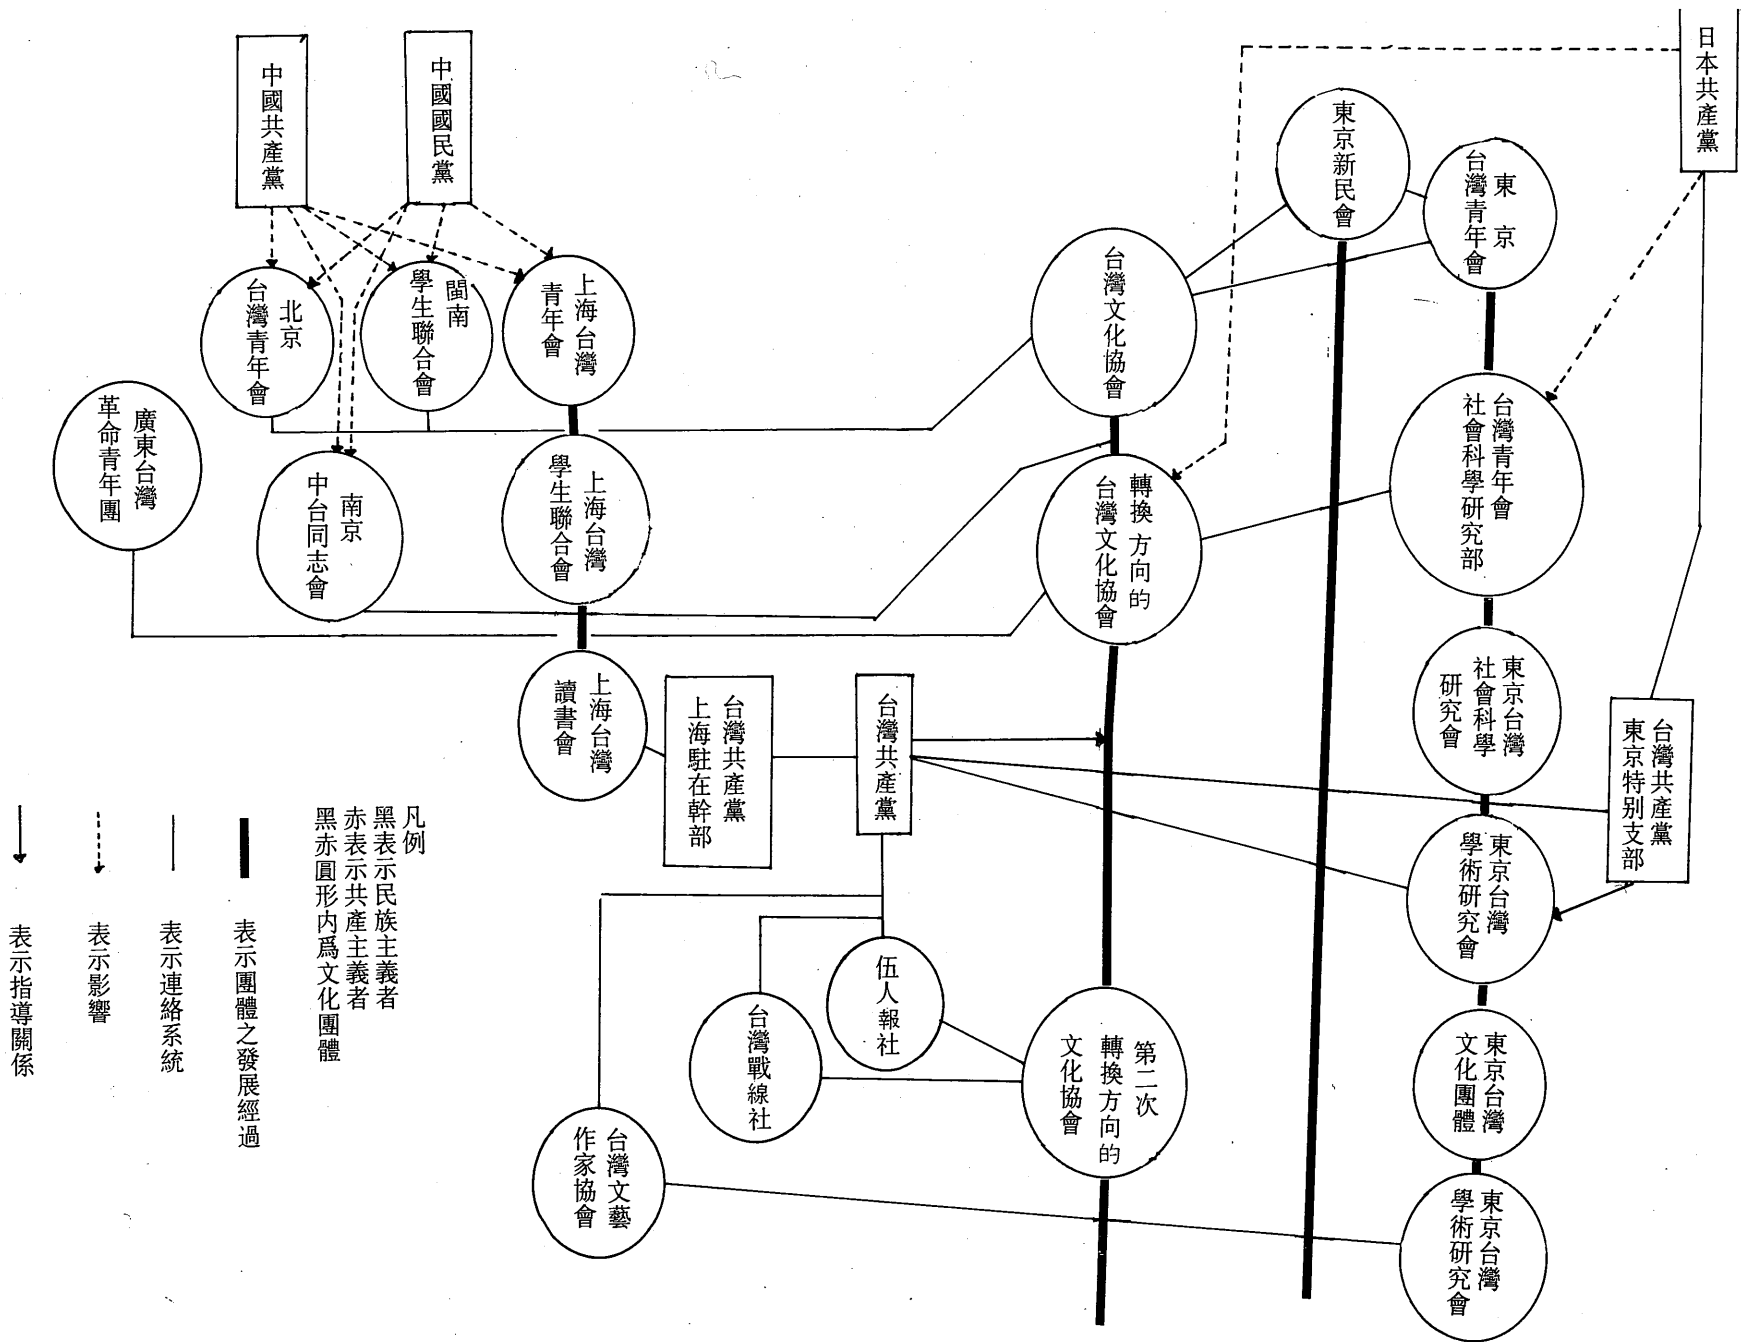 日本共產黨
東京
台灣青年會
東京新民會
台灣文化協會
中國國民黨
中國共產黨
上海台灣
青年會
閩南
學生聯合會
北京
台灣青年會
台灣青年會
社會科學研究部
轉換方向的
台灣文化協會
上海台灣
學生聯合會
南京
中台同志會
廣東台灣
革命青年團
東京台灣
社會科學
研究會
台灣共產黨
東京特別支部
台灣共產黨
台灣共產黨
上海駐在幹部
上海台灣
讀書會
東京台灣
學術研究會
伍人報社
台灣戰線社
第二次
轉換方向的
文化協會
東京台灣
文化團體
台灣文藝
作家協會
東京台灣
學術研究會
凡例
黑表示民族主義者
赤表示共產主義者
黑赤圓形内爲文化團體
表示團體之發展經過
表示連絡系統
表示影響
表示指導關係